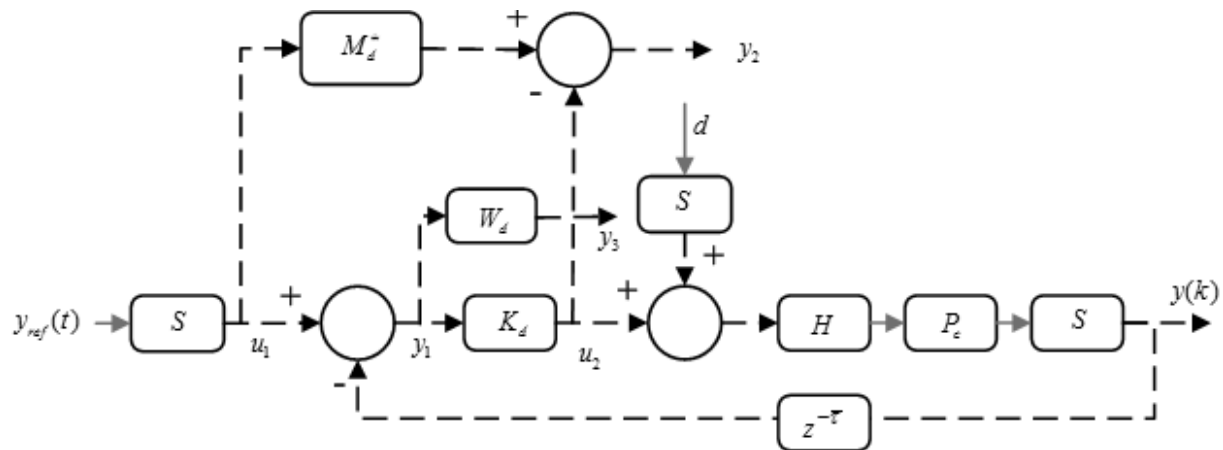 M_d^+
+
-
y_2
d
S
W_d
y_3
+
y_ref(t)
S
u_1
+
-
y_1
K_d
u_2
+
H
P_c
S
y(k)
z^{-τ̄}